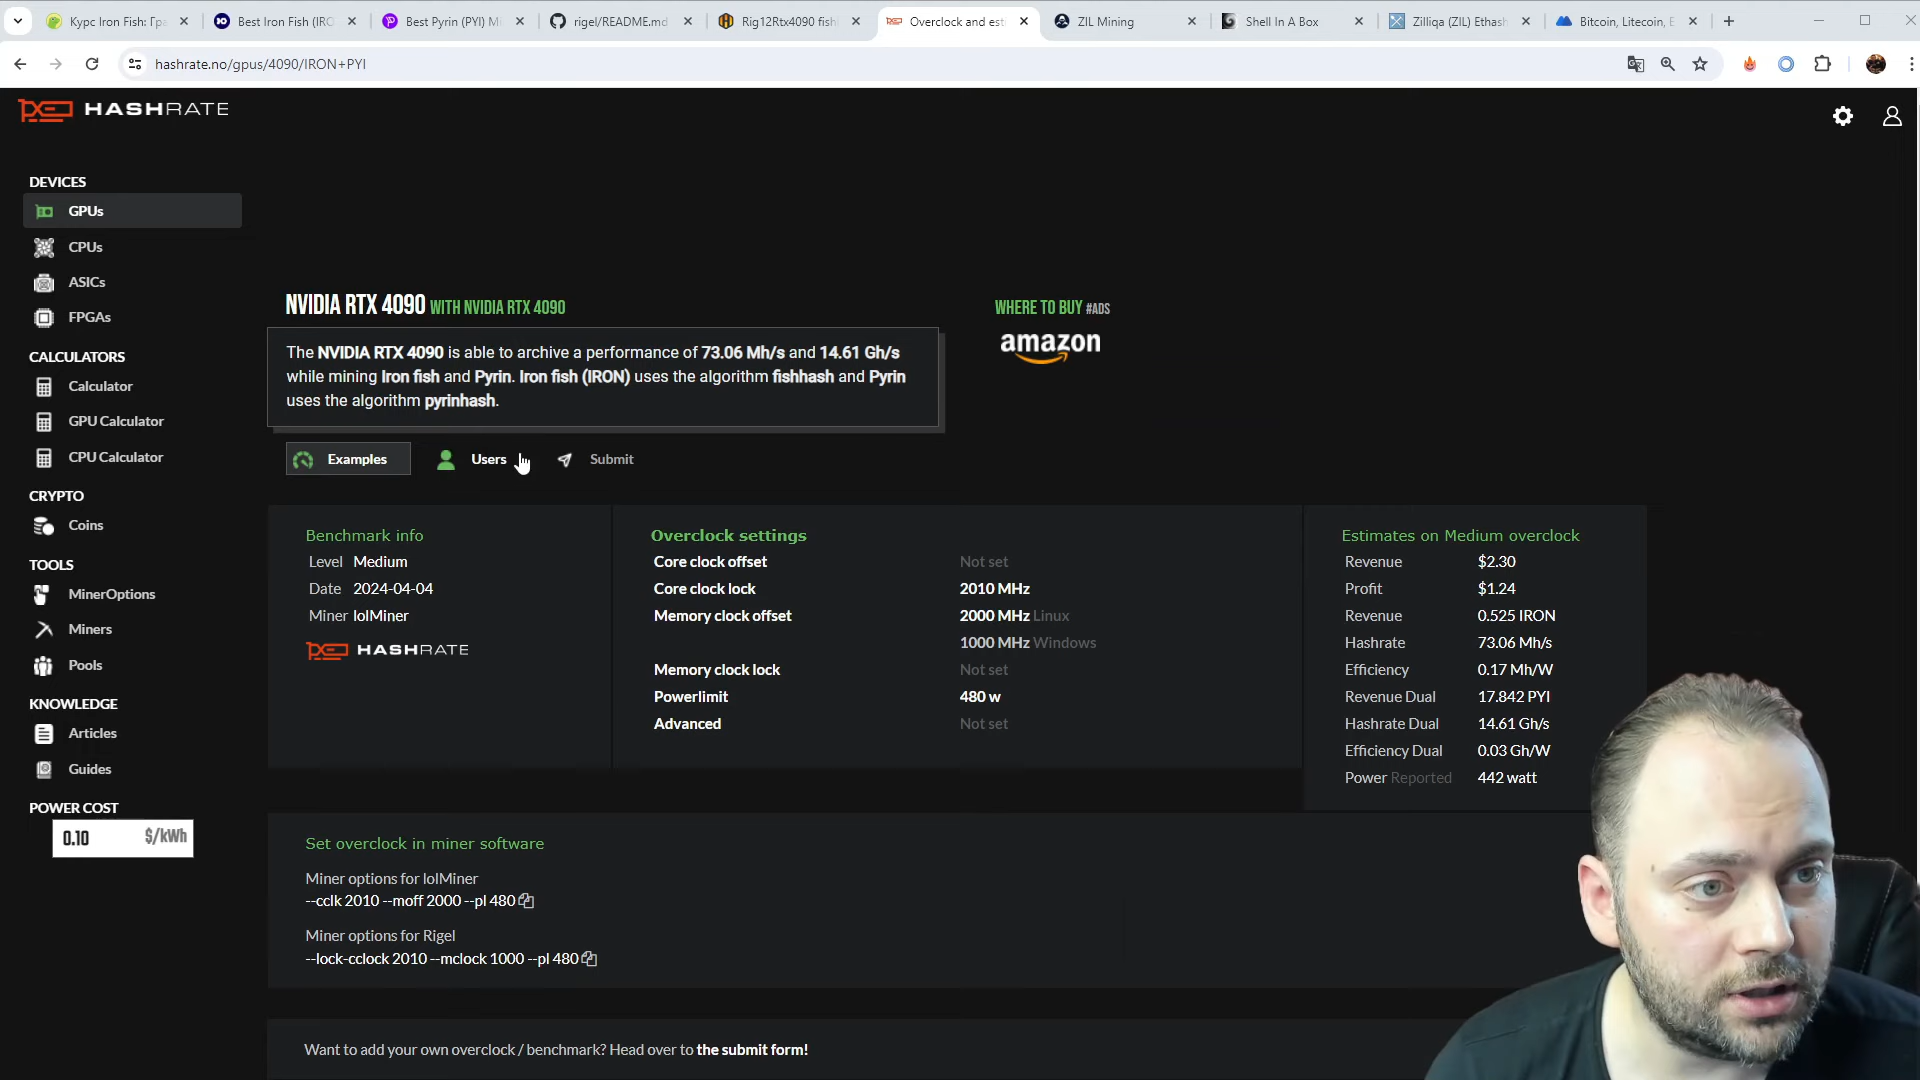 Курс Iron Fish: Гра
Best Iron Fish (IRO
Best Pyrin (PYI) M
rigel/README.md
Rig12Rtx4090 fishh
Overclock and est
ZIL Mining
Shell In A Box
Zilliqa (ZIL) Ethash
Bitcoin, Litecoin, E
hashrate.no/gpus/4090/IRON+PYI
HASHRATE
DEVICES
GPUs
CPUs
ASICs
FPGAs
CALCULATORS
Calculator
GPU Calculator
CPU Calculator
CRYPTO
Coins
TOOLS
MinerOptions
Miners
Pools
KNOWLEDGE
Articles
Guides
POWER COST
0.10 $/kWh
NVIDIA RTX 4090 WITH NVIDIA RTX 4090
The NVIDIA RTX 4090 is able to archive a performance of 73.06 Mh/s and 14.61 Gh/s
while mining Iron fish and Pyrin. Iron fish (IRON) uses the algorithm fishhash and Pyrin
uses the algorithm pyrinhash.
WHERE TO BUY #ADS
amazon
Examples
Users
Submit
Benchmark info
Level Medium
Date 2024-04-04
Miner lolMiner
HASHRATE
Overclock settings
Core clock offset Not set
Core clock lock 2010 MHz
Memory clock offset 2000 MHz Linux
1000 MHz Windows
Memory clock lock Not set
Powerlimit 480 w
Advanced Not set
Estimates on Medium overclock
Revenue $2.30
Profit $1.24
Revenue 0.525 IRON
Hashrate 73.06 Mh/s
Efficiency 0.17 Mh/W
Revenue Dual 17.842 PYI
Hashrate Dual 14.61 Gh/s
Efficiency Dual 0.03 Gh/W
Power Reported 442 watt
Set overclock in miner software
Miner options for lolMiner
--cclk 2010 --moff 2000 --pl 480
Miner options for Rigel
--lock-cclock 2010 --mclock 1000 --pl 480
Want to add your own overclock / benchmark? Head over to the submit form!